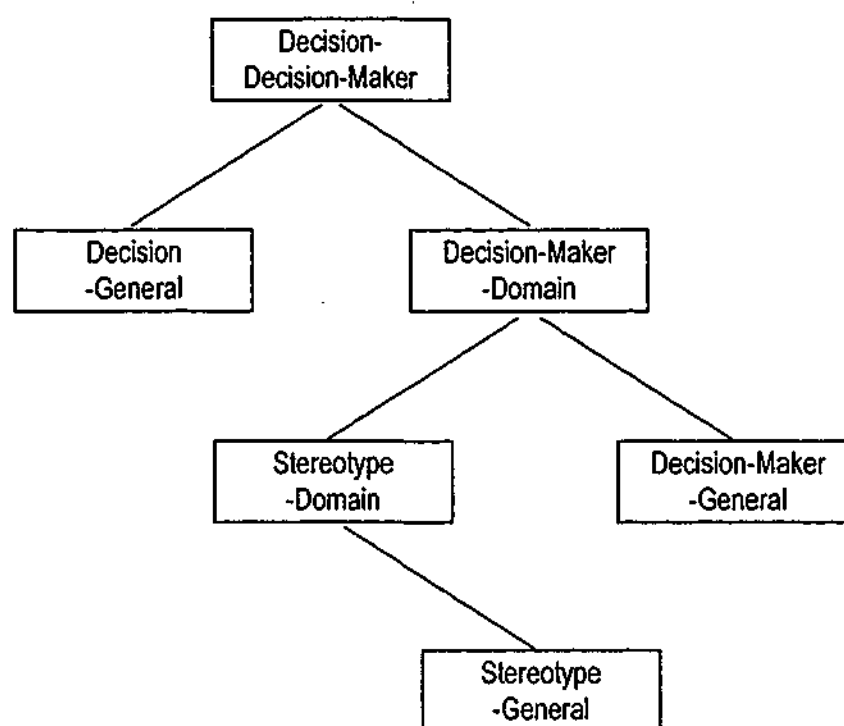 Decision-
Decision-Maker
Decision
-General
Decision-Maker
-Domain
Stereotype
-Domain
Decision-Maker
-General
Stereotype
-General